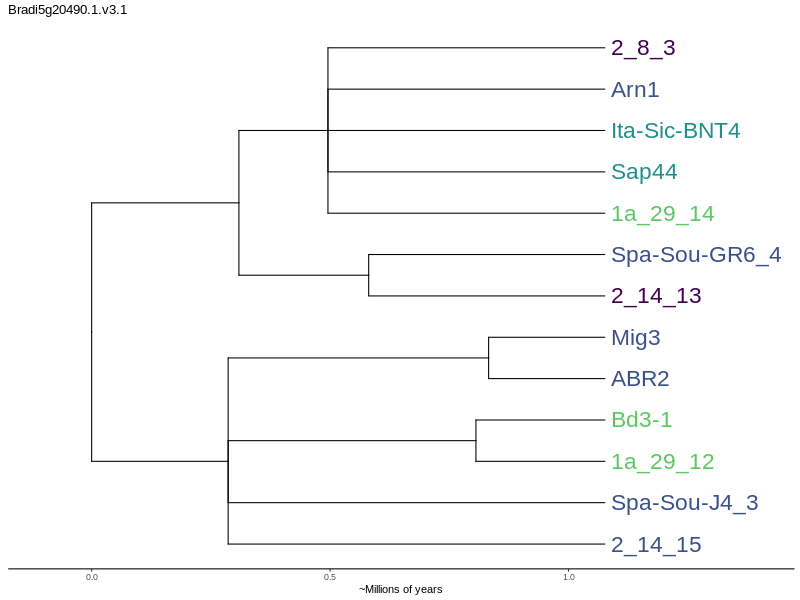 Bradi5g20490.1.v3.1
2_8_3
Arn1
Ita-Sic-BNT4
Sap44
1a_29_14
Spa-Sou-GR6_4
2_14_13
Mig3
ABR2
Bd3-1
1a_29_12
Spa-Sou-J4_3
2_14_15
0.0 0.5 1.0
~Millions of years